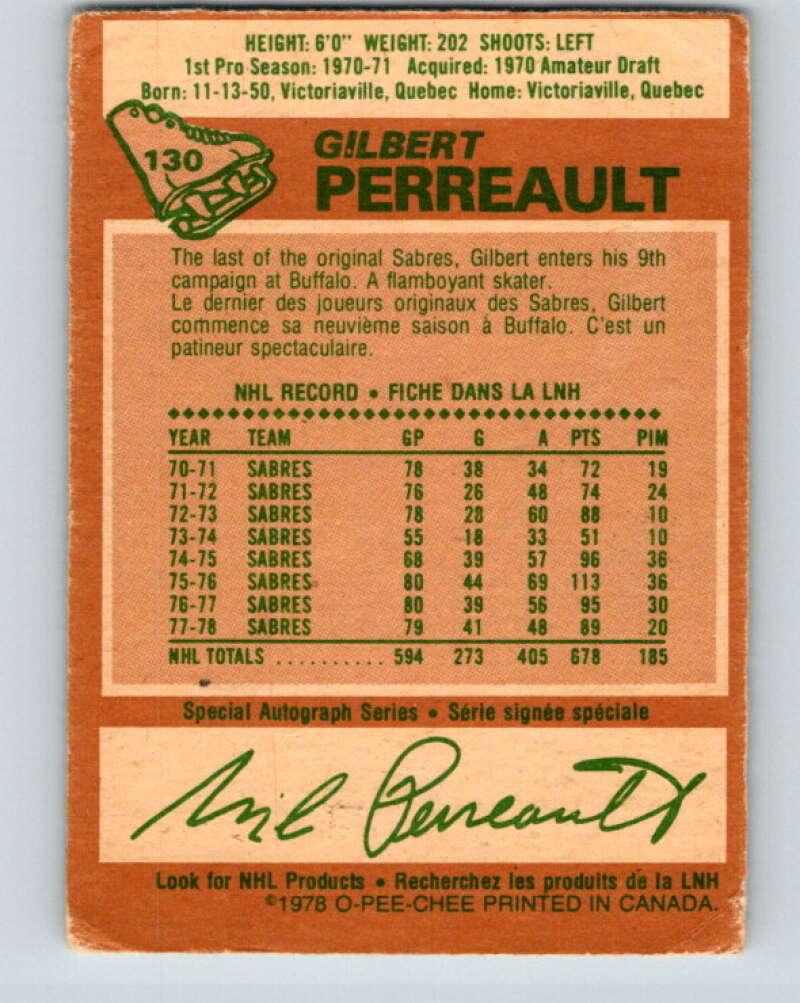 HEIGHT: 6'0" WEIGHT: 202 SHOOTS: LEFT
1st Pro Season: 1970-71 Acquired: 1970 Amateur Draft
Born: 11-13-50, Victoriaville, Quebec Home: Victoriaville, Quebec
130
GILBERT
PERREAULT
The last of the original Sabres, Gilbert enters his 9th
campaign at Buffalo. A flamboyant skater.
Le dernier des joueurs originaux des Sabres, Gilbert
commence sa neuvième saison à Buffalo. C'est un
patineur spectaculaire.
NHL RECORD • FICHE DANS LA LNH
YEAR TEAM GP G A PTS PIM
70-71 SABRES 78 38 34 72 19
71-72 SABRES 76 26 48 74 24
72-73 SABRES 78 28 60 88 10
73-74 SABRES 55 18 33 51 10
74-75 SABRES 68 39 57 96 36
75-76 SABRES 80 44 69 113 36
76-77 SABRES 80 39 56 95 30
77-78 SABRES 79 41 48 89 20
NHL TOTALS .......... 594 273 405 678 185
Special Autograph Series • Série signée spéciale
Gil Perreault
Look for NHL Products • Recherchez les produits de la LNH
©1978 O-PEE-CHEE PRINTED IN CANADA.